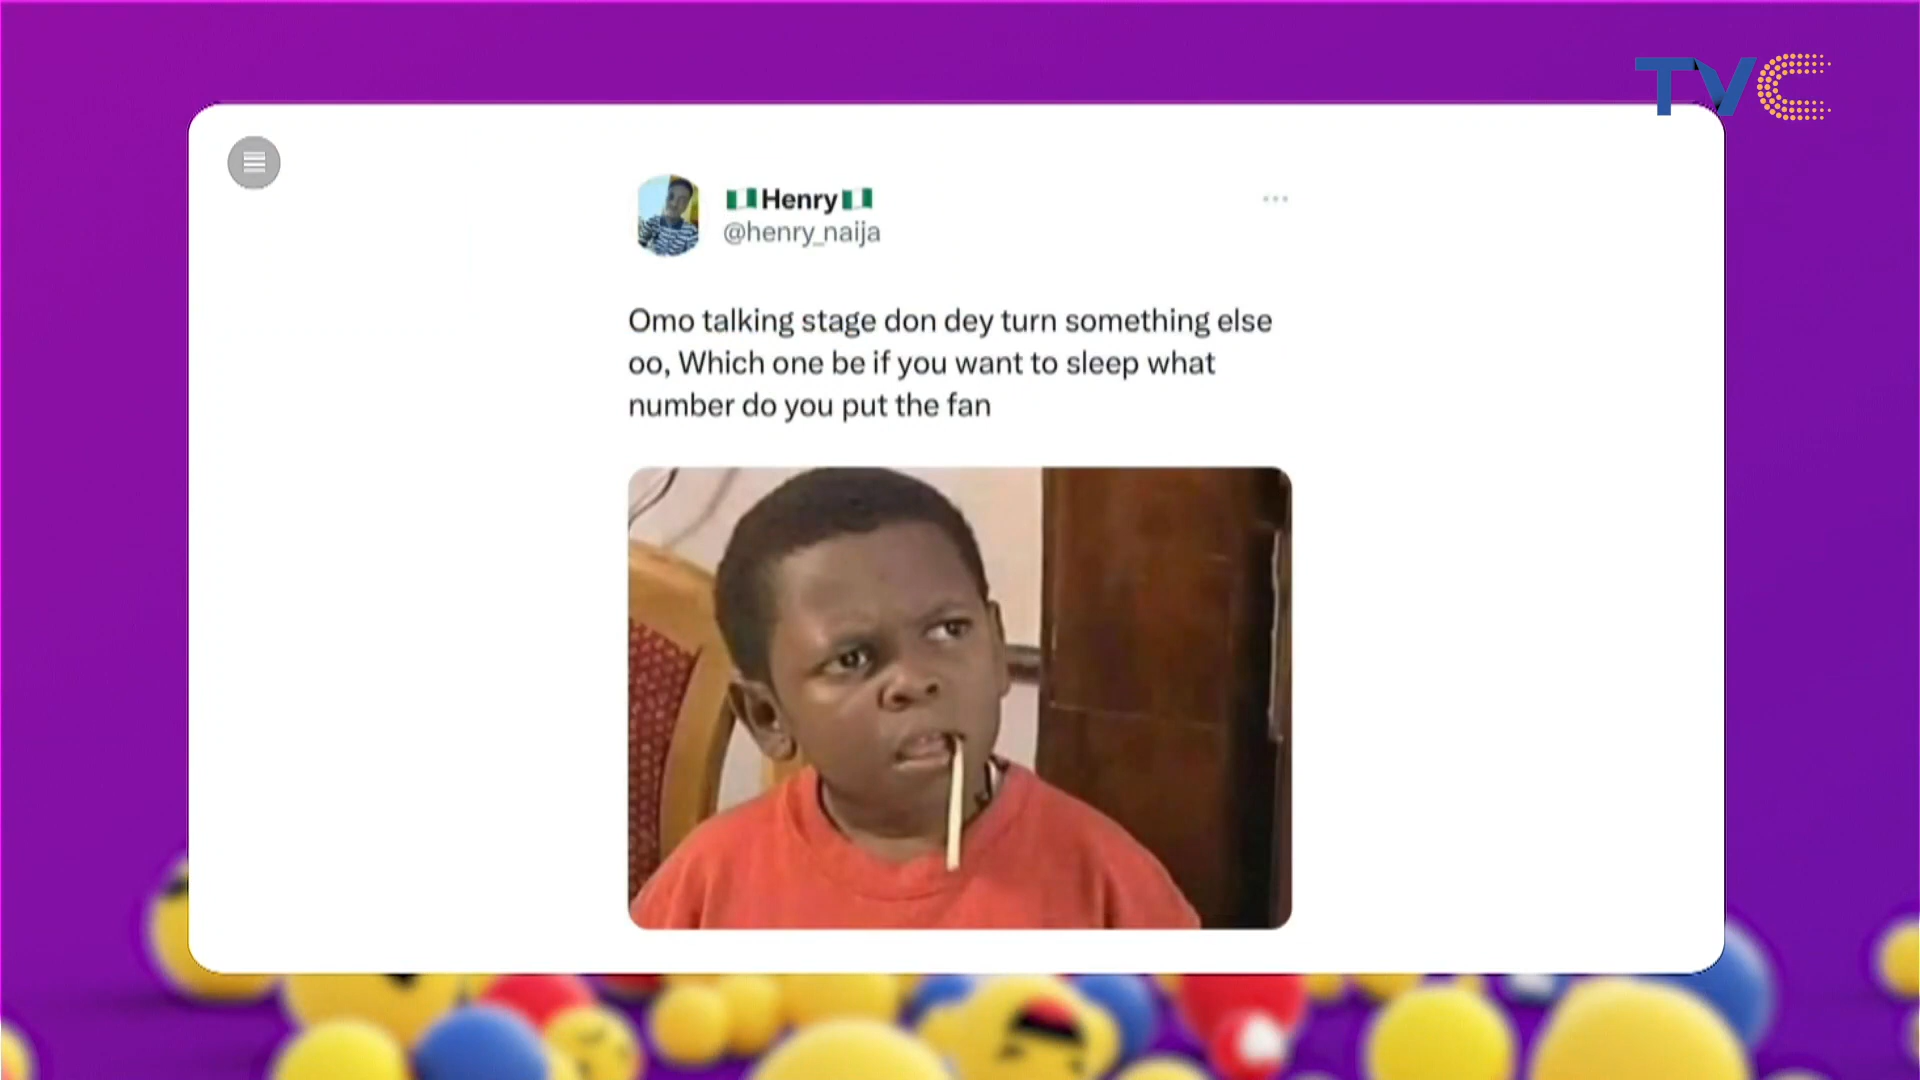 TVC
🇳🇬Henry🇳🇬
@henry_naija
Omo talking stage don dey turn something else
oo, Which one be if you want to sleep what
number do you put the fan